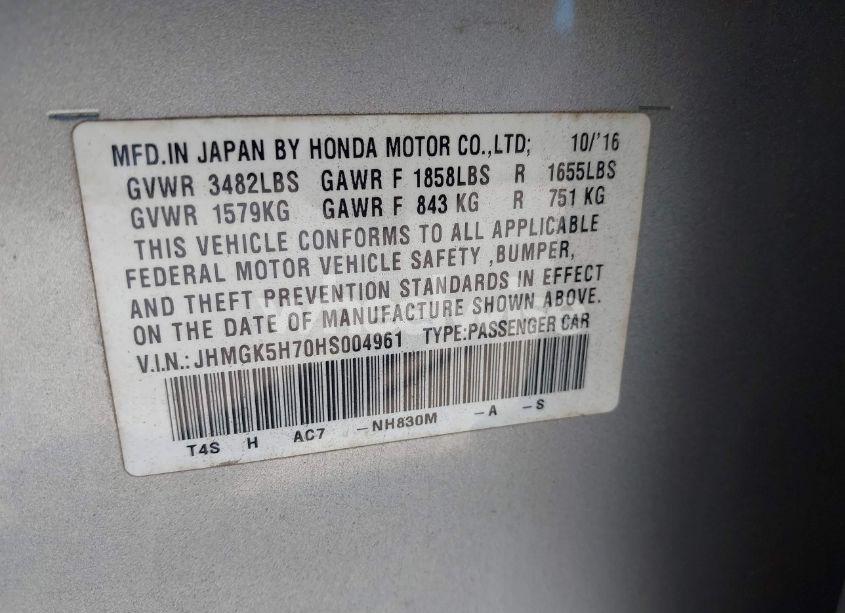 MFD.IN JAPAN BY HONDA MOTOR CO.,LTD; 10/'16
GVWR 3482LBS GAWR F 1858LBS R 1655LBS
GVWR 1579KG GAWR F 843 KG R 751 KG
THIS VEHICLE CONFORMS TO ALL APPLICABLE
FEDERAL MOTOR VEHICLE SAFETY ,BUMPER,
AND THEFT PREVENTION STANDARDS IN EFFECT
ON THE DATE OF MANUFACTURE SHOWN ABOVE.
V.I.N.: JHMGK5H70HS004961 TYPE:PASSENGER CAR
T4S H AC7 -NH830M -A -S